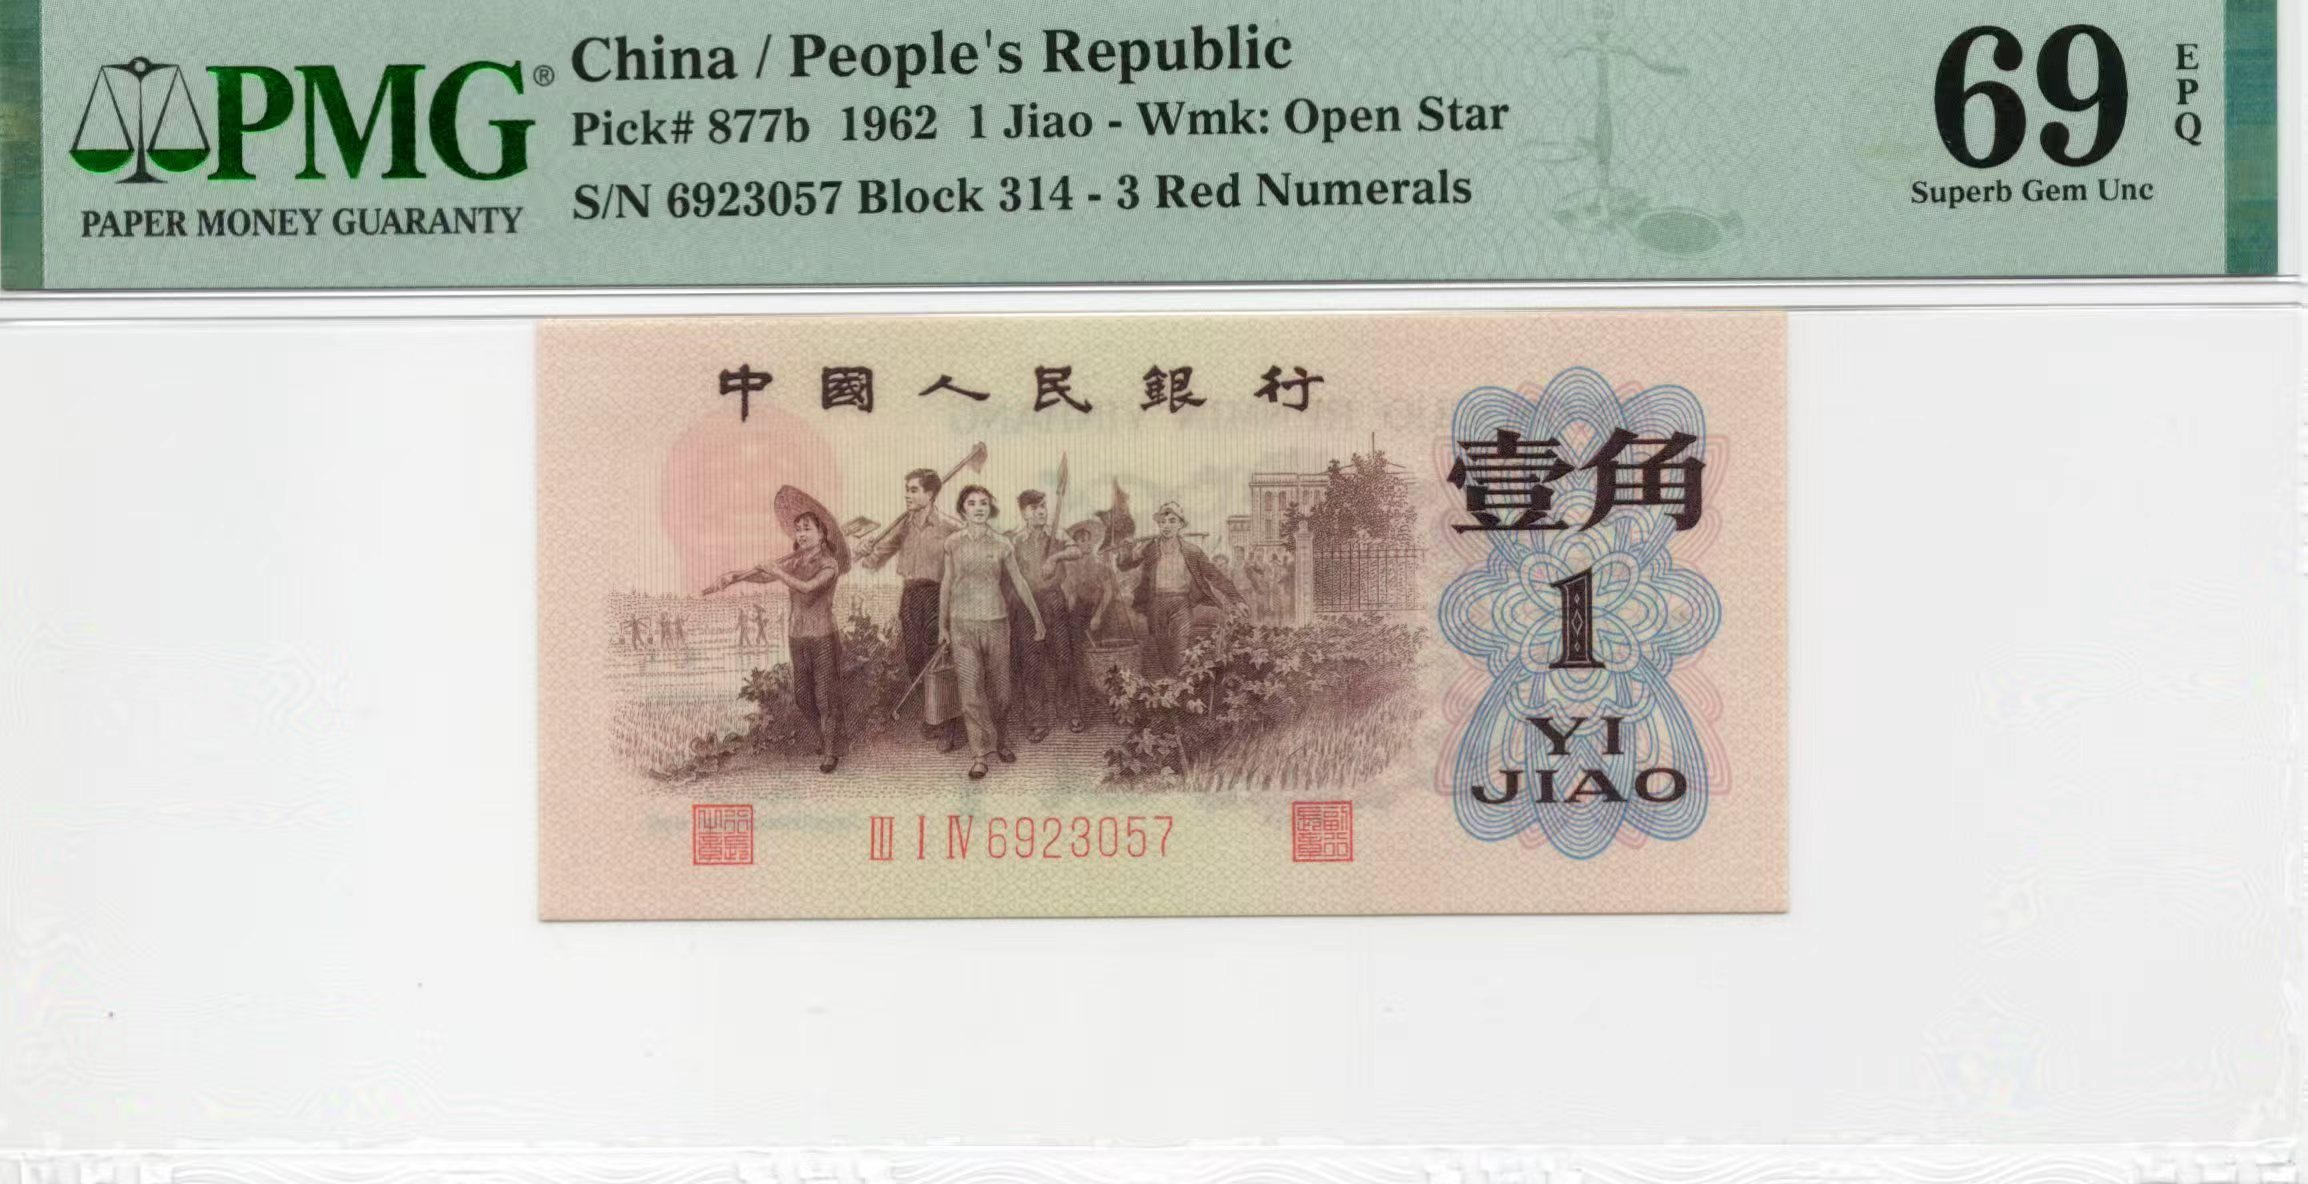 PMG®
PAPER MONEY GUARANTY
China / People's Republic
Pick# 877b 1962 1 Jiao - Wmk: Open Star
S/N 6923057 Block 314 - 3 Red Numerals
69
EPQ
Superb Gem Unc
中國人民銀行
壹角
1
YI
JIAO
III I IV 6923057